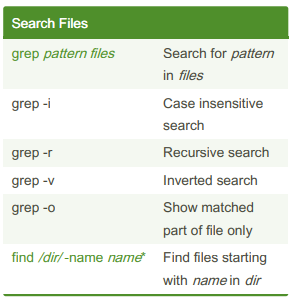 Search Files
grep pattern files Search for pattern
in files
grep -i Case insensitive
search
grep -r Recursive search
grep -v Inverted search
grep -o Show matched
part of file only
find /dir/ -name name* Find files starting
with name in dir